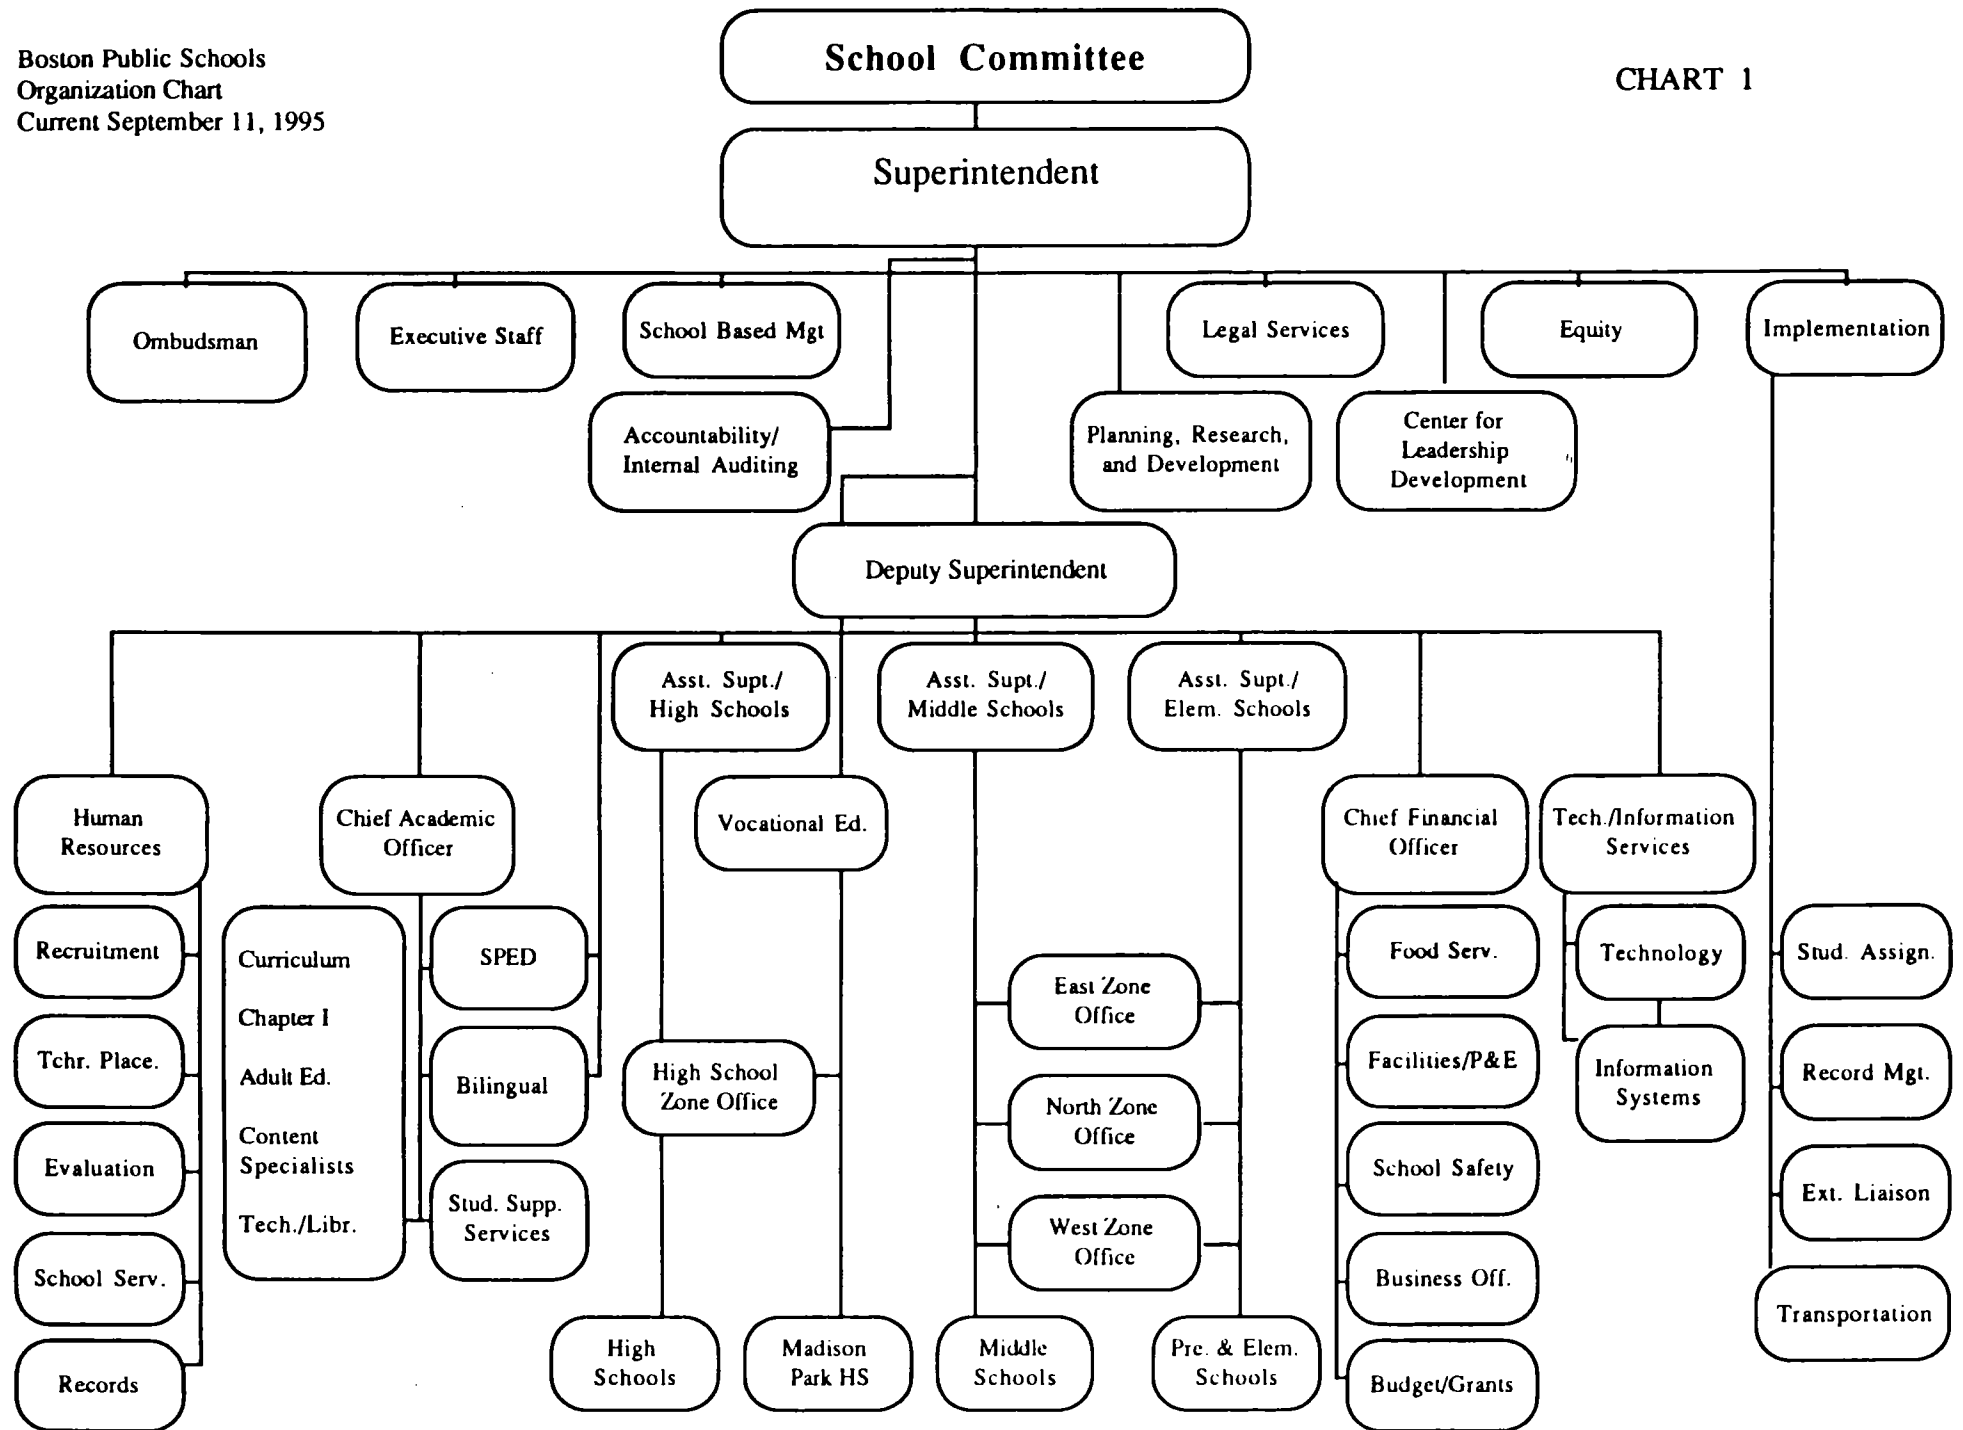 Boston Public Schools
Organization Chart
Current September 11, 1995
CHART 1
School Committee
Superintendent
Ombudsman
Executive Staff
School Based Mgt
Legal Services
Equity
Implementation
Accountability/
Internal Auditing
Planning, Research,
and Development
Center for
Leadership
Development
Deputy Superintendent
Asst. Supt./
High Schools
Asst. Supt./
Middle Schools
Asst. Supt./
Elem. Schools
Human
Resources
Chief Academic
Officer
Vocational Ed.
Chief Financial
Officer
Tech./Information
Services
Recruitment
Tchr. Place.
Evaluation
School Serv.
Records
Curriculum
Chapter I
Adult Ed.
Content
Specialists
Tech./Libr.
SPED
Bilingual
Stud. Supp.
Services
High School
Zone Office
East Zone
Office
North Zone
Office
West Zone
Office
High
Schools
Madison
Park HS
Middle
Schools
Pre. & Elem.
Schools
Food Serv.
Facilities/P&E
School Safety
Business Off.
Budget/Grants
Technology
Information
Systems
Stud. Assign.
Record Mgt.
Ext. Liaison
Transportation